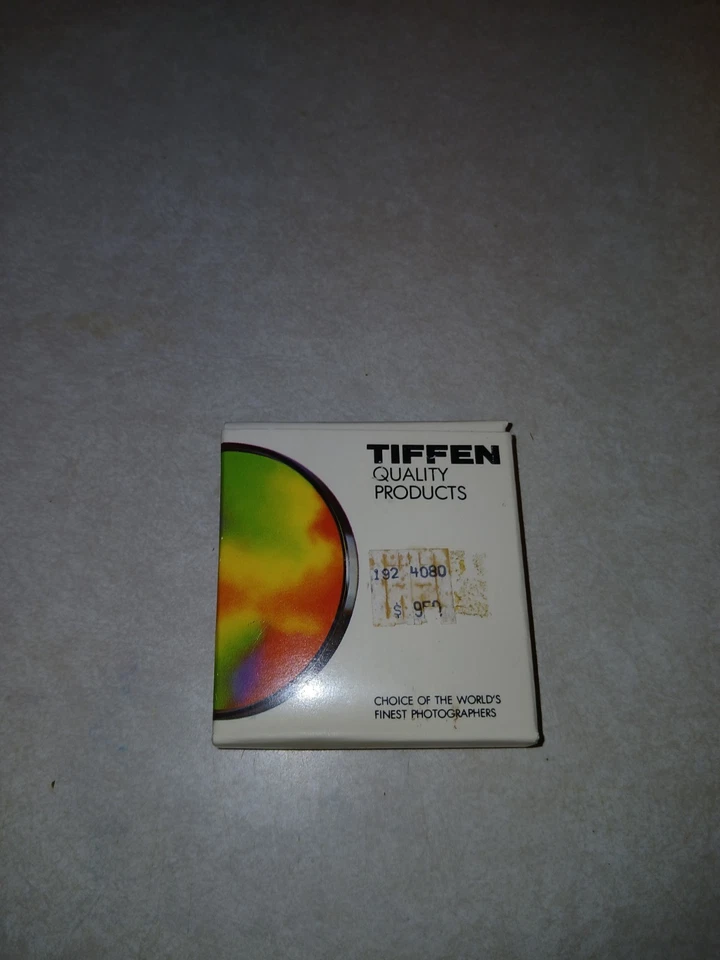 TIFFEN
QUALITY
PRODUCTS
192 4080
$
CHOICE OF THE WORLD'S
FINEST PHOTOGRAPHERS